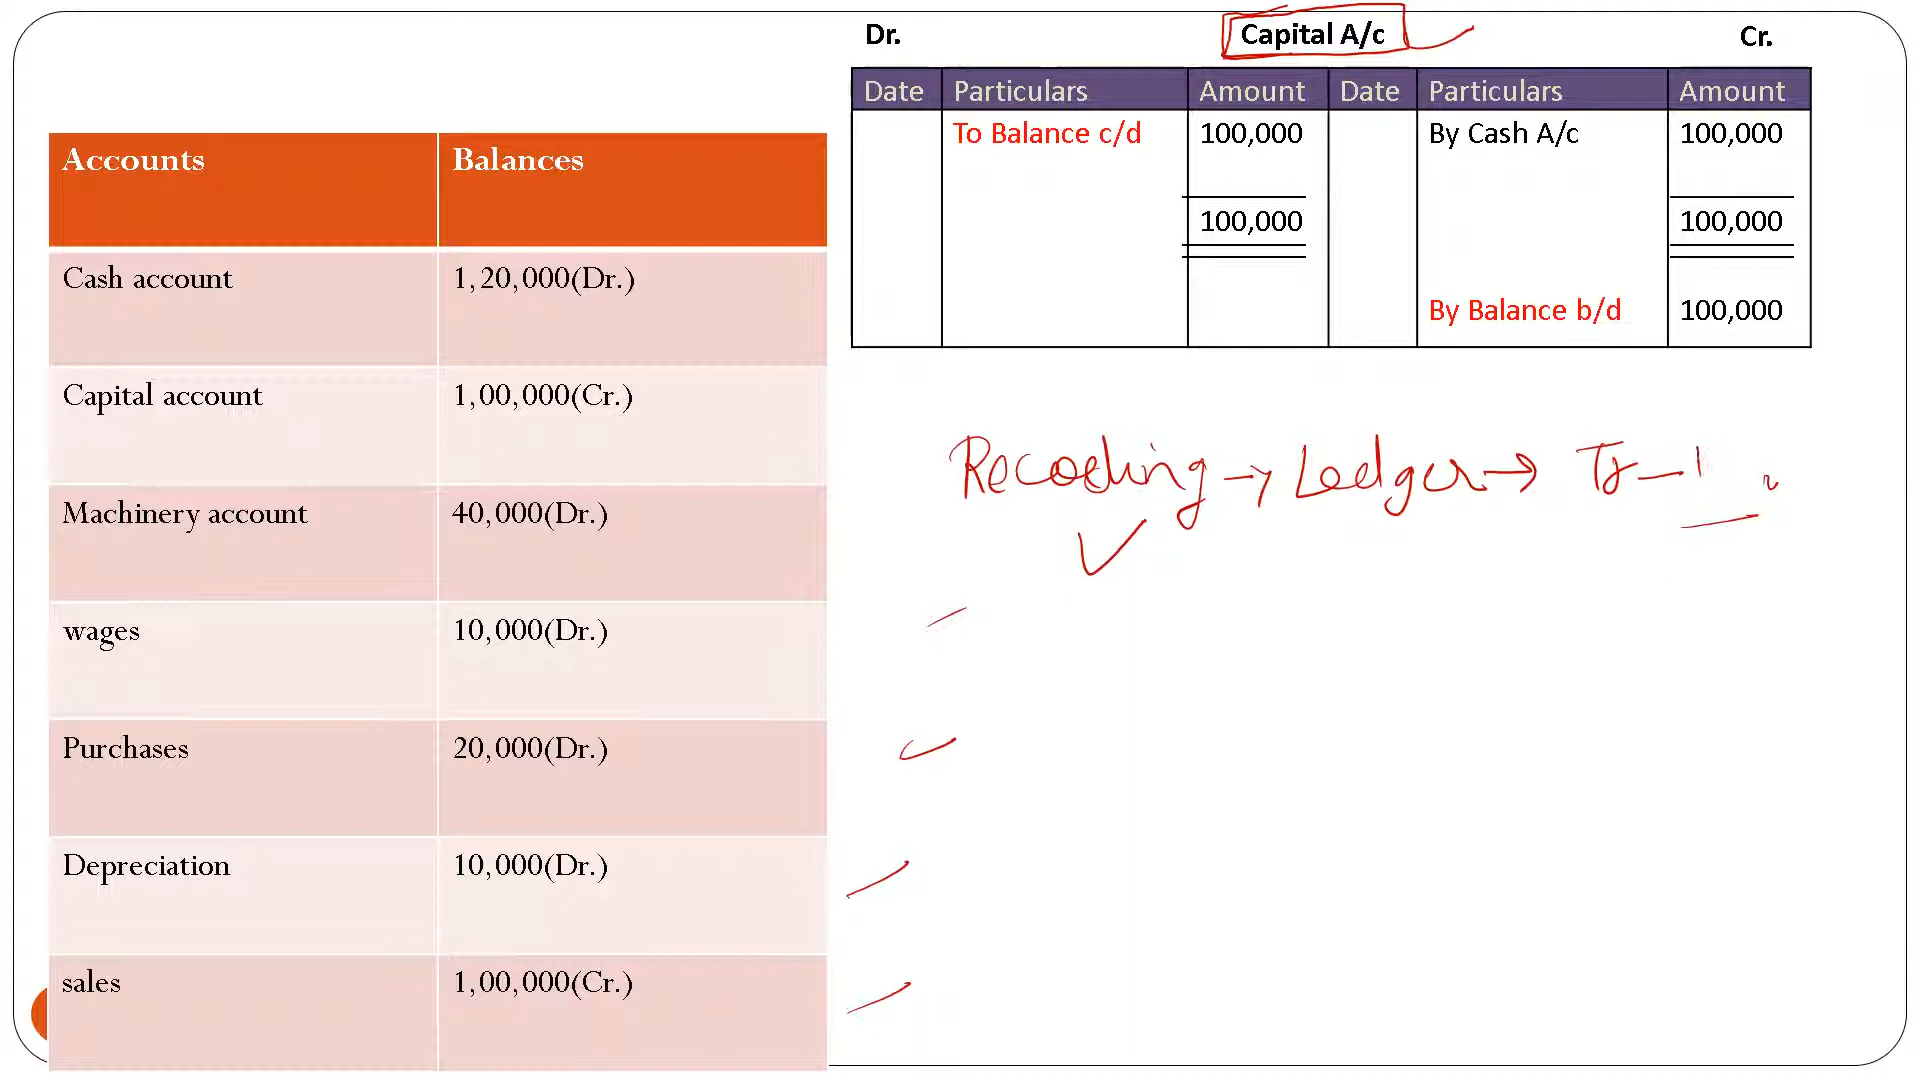 Dr. Capital A/c Cr.
Date Particulars Amount Date Particulars Amount
To Balance c/d 100,000 By Cash A/c 100,000
100,000 100,000
By Balance b/d 100,000
Accounts Balances
Cash account 1,20,000(Dr.)
Capital account 1,00,000(Cr.)
Machinery account 40,000(Dr.)
wages 10,000(Dr.)
Purchases 20,000(Dr.)
Depreciation 10,000(Dr.)
sales 1,00,000(Cr.)
Recoding → Ledger →